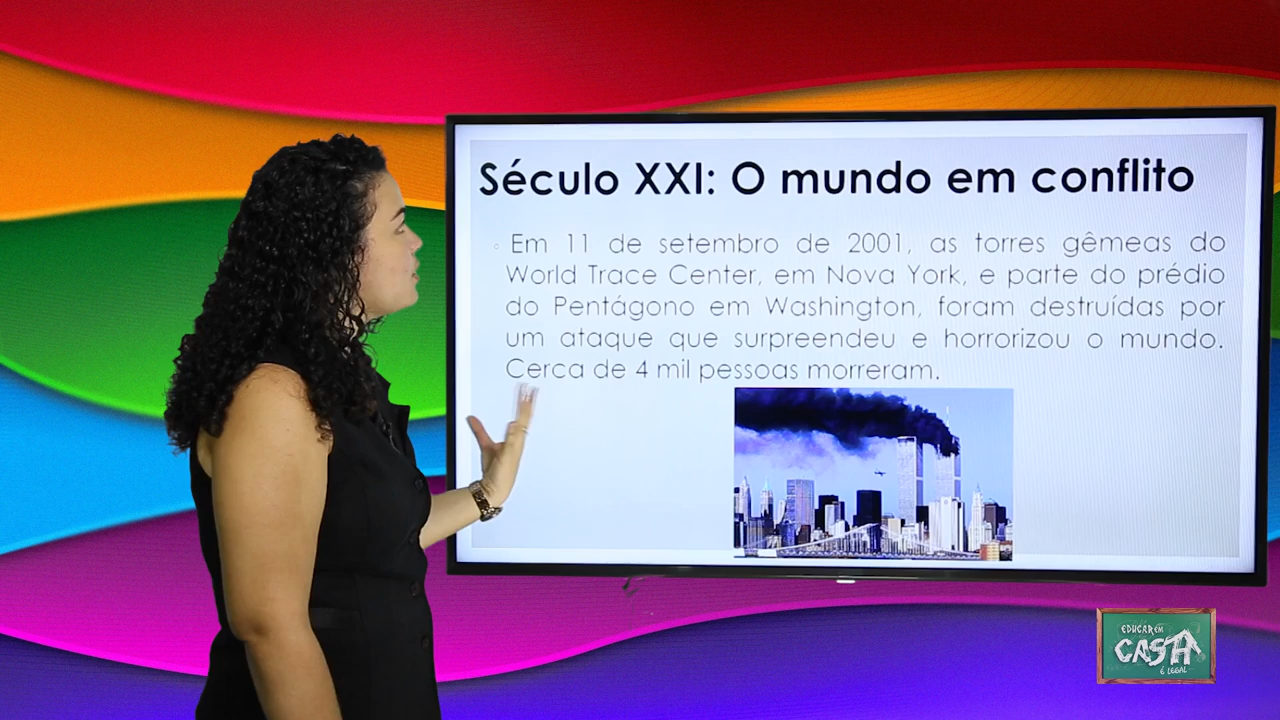 Século XXI: O mundo em conflito
Em 11 de setembro de 2001, as torres gêmeas do
World Trace Center, em Nova York, e parte do prédio
do Pentágono em Washington, foram destruídas por
um ataque que surpreendeu e horrorizou o mundo.
Cerca de 4 mil pessoas morreram.
EDUCAR EM
CASA
É LEGAL